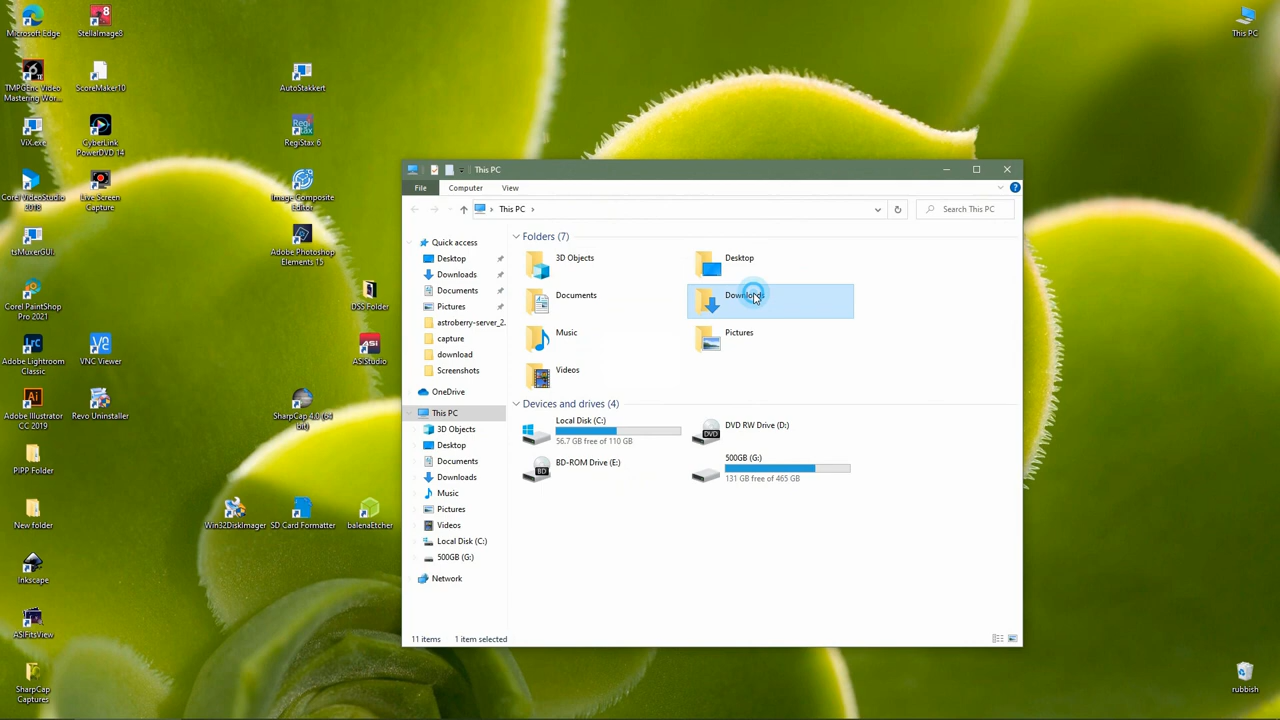 Microsoft Edge
StellaImage8
This PC
TMPGEnc Video
Mastering Wor...
ScoreMaker10
AutoStakkert
ViX.exe
CyberLink
PowerDVD 14
RegiStax 6
Corel VideoStudio
2018
Live Screen
Capture
Image Composite
Editor
tsMuxerGUI.
Adobe Photoshop
Elements 15
Corel PaintShop
Pro 2021
DSS Folder
Adobe Lightroom
Classic
VNC Viewer
ASIStudio
Adobe Illustrator
CC 2019
Revo Uninstaller
SharpCap 4.0 (64
bit)
PIPP Folder
New folder
Win32DiskImager
SD Card Formatter
balenaEtcher
Inkscape
ASIFitsView
SharpCap
Captures
rubbish
This PC
File
Computer
View
This PC
Search This PC
Quick access
Desktop
Downloads
Documents
Pictures
astroberry-server_2.
capture
download
Screenshots
OneDrive
This PC
3D Objects
Desktop
Documents
Downloads
Music
Pictures
Videos
Local Disk (C:)
500GB (G:)
Network
Folders (7)
3D Objects
Desktop
Documents
Downloads
Music
Pictures
Videos
Devices and drives (4)
Local Disk (C:)
56.7 GB free of 110 GB
DVD RW Drive (D:)
DVD
BD-ROM Drive (E:)
BD
500GB (G:)
131 GB free of 465 GB
11 items
1 item selected